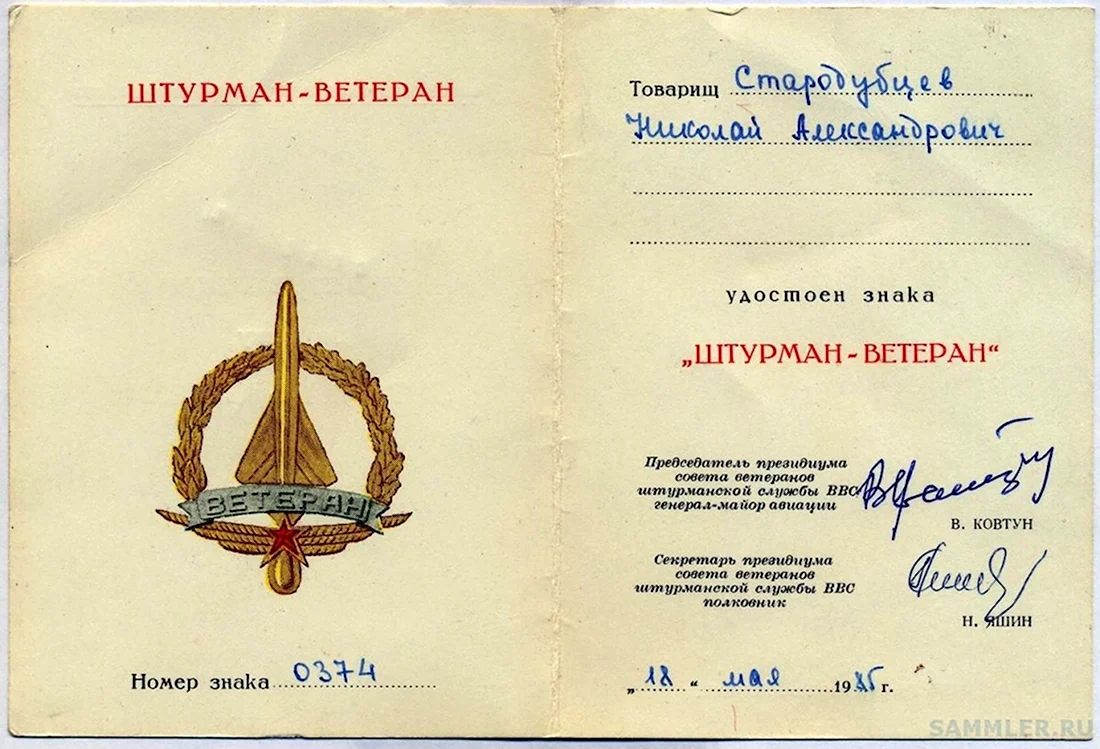 ШТУРМАН-ВЕТЕРАН
ВЕТЕРАН
Номер знака 0374
Товарищ Стародубцев
Николай Александрович
удостоен знака
„ШТУРМАН-ВЕТЕРАН“
Председатель президиума
совета ветеранов
штурманской службы ВВС
генерал-майор авиации
В. КОВТУН
Секретарь президиума
совета ветеранов
штурманской службы ВВС
полковник
Н. ЯШИН
„18“ мая 1985г.
SAMMLER.RU